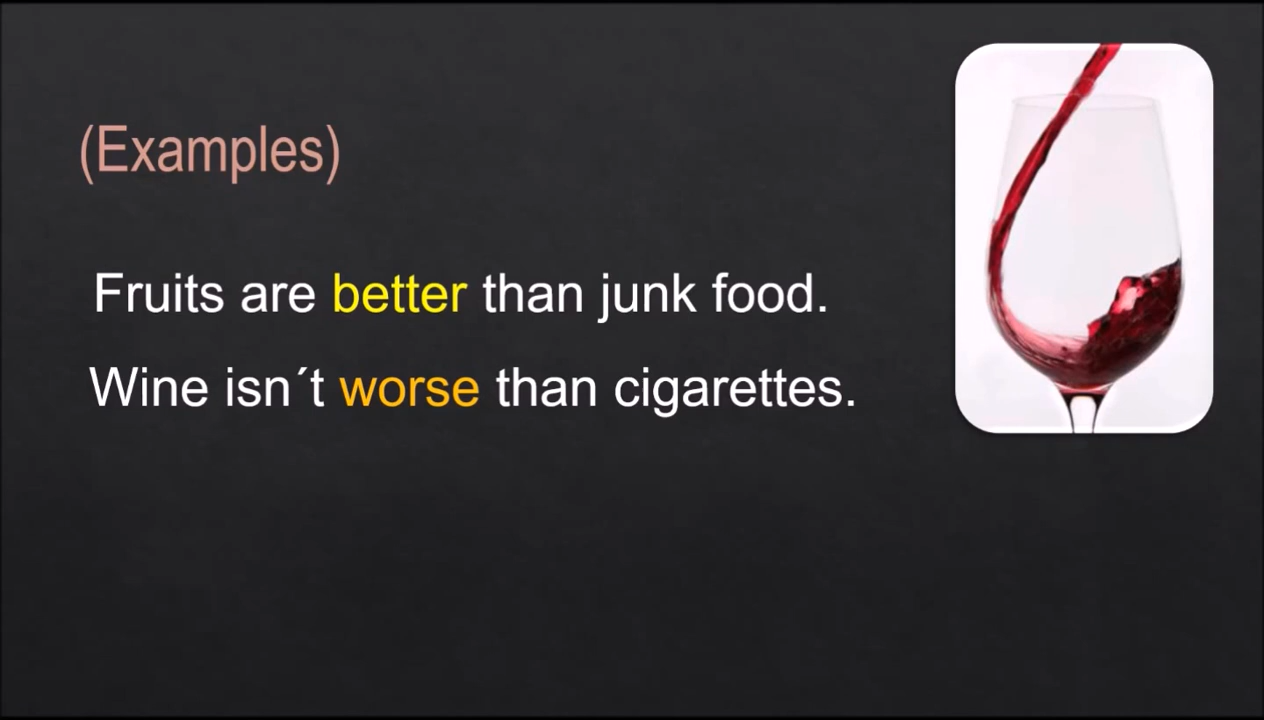 (Examples)
Fruits are better than junk food.
Wine isn´t worse than cigarettes.